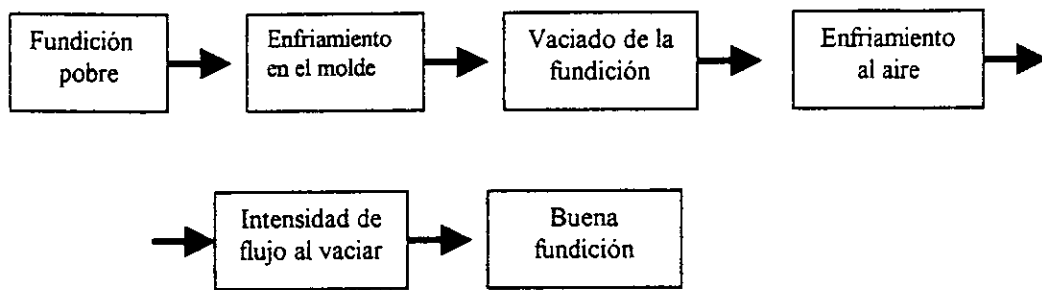 Fundición
pobre
Enfriamiento
en el molde
Vaciado de la
fundición
Enfriamiento
al aire
Intensidad de
flujo al vaciar
Buena
fundición